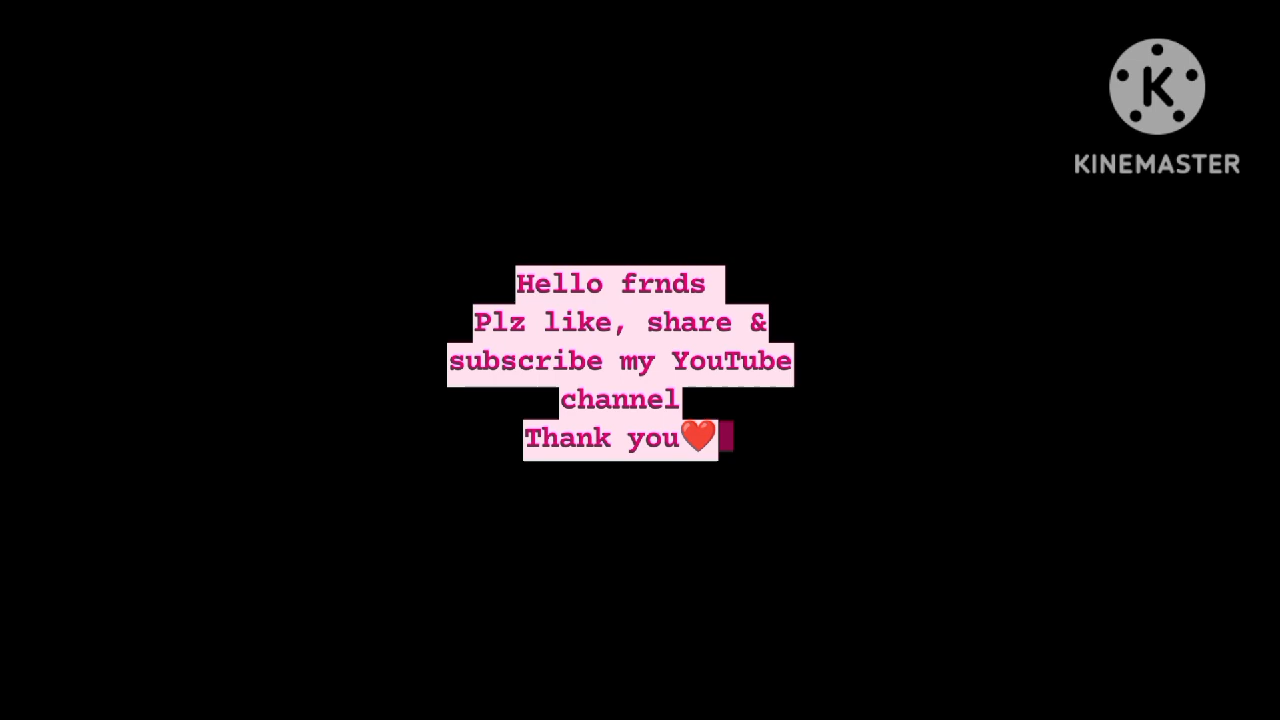 K
KINEMASTER
Hello frnds
Plz like, share &
subscribe my YouTube
channel
Thank you❤️